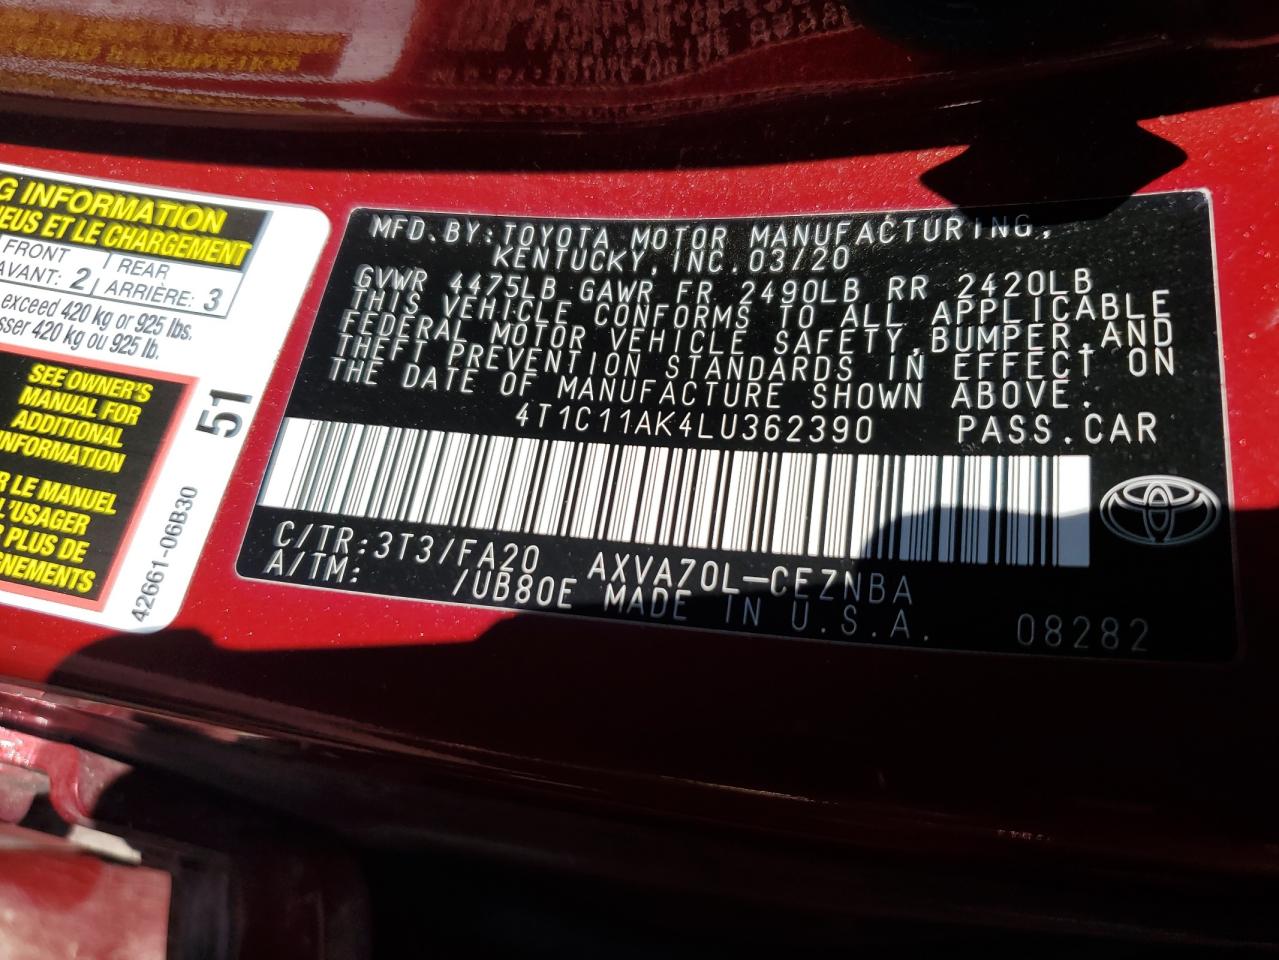 G INFORMATION
NEUS ET LE CHARGEMENT
FRONT
REAR
AVANT: 2
ARRIÈRE: 3
exceed 420 kg or 925 lbs.
sser 420 kg ou 925 lb.
SEE OWNER'S
MANUAL FOR
ADDITIONAL
INFORMATION
R LE MANUEL
L'USAGER
PLUS DE
GNEMENTS
51
42661-06B30
MFD.BY:TOYOTA MOTOR MANUFACTURING,
KENTUCKY,INC.03/20
GVWR 4475LB GAWR FR 2490LB RR 2420LB
THIS VEHICLE CONFORMS TO ALL APPLICABLE
FEDERAL MOTOR VEHICLE SAFETY,BUMPER,AND
THEFT PREVENTION STANDARDS IN EFFECT ON
THE DATE OF MANUFACTURE SHOWN ABOVE.
4T1C11AK4LU362390 PASS.CAR
C/TR:3T3/FA20 AXVA70L-CEZNBA
A/TM: /UB80E MADE IN U.S.A.
08282